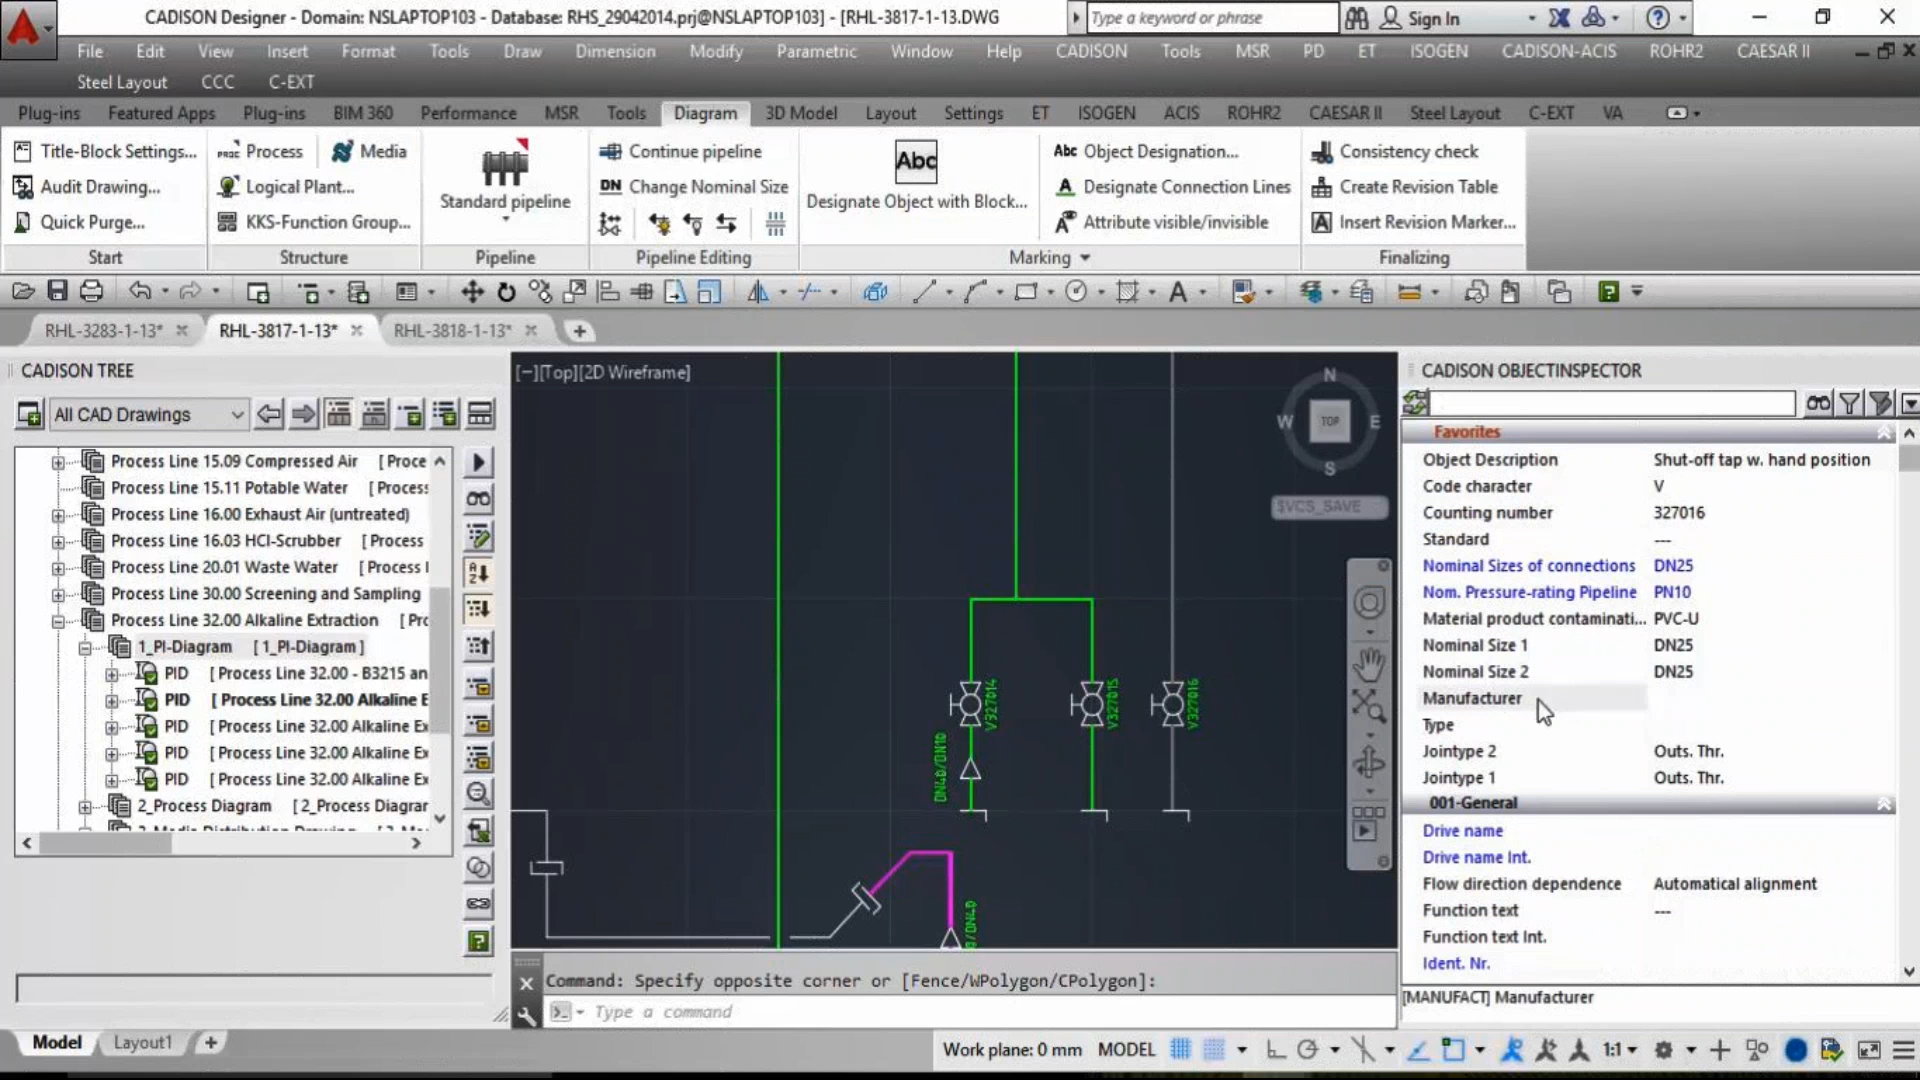 CADISON Designer - Domain: NSLAPTOP103 - Database: RHS_29042014.prj@NSLAPTOP103] - [RHL-3817-1-13.DWG
Type a keyword or phrase
Sign In
File Edit View Insert Format Tools Draw Dimension Modify Parametric Window Help CADISON Tools MSR PD ET ISOGEN CADISON-ACIS ROHR2 CAESAR II
Steel Layout CCC C-EXT
Plug-ins Featured Apps Plug-ins BIM 360 Performance MSR Tools Diagram 3D Model Layout Settings ET ISOGEN ACIS ROHR2 CAESAR II Steel Layout C-EXT VA
Title-Block Settings...
Audit Drawing...
Quick Purge...
Start
PROC Process
Media
Logical Plant...
KKS-Function Group...
Structure
Standard pipeline
Pipeline
Continue pipeline
DN Change Nominal Size
Pipeline Editing
Abc
Designate Object with Block...
Abc Object Designation...
A Designate Connection Lines
Attribute visible/invisible
Marking
Consistency check
Create Revision Table
Insert Revision Marker...
Finalizing
RHL-3283-1-13*
RHL-3817-1-13*
RHL-3818-1-13*
CADISON TREE
All CAD Drawings
Process Line 15.09 Compressed Air [Proce
Process Line 15.11 Potable Water [Process
Process Line 16.00 Exhaust Air (untreated)
Process Line 16.03 HCI-Scrubber [Process
Process Line 20.01 Waste Water [Process
Process Line 30.00 Screening and Sampling
Process Line 32.00 Alkaline Extraction [Pro
1_PI-Diagram [1_PI-Diagram]
PID [Process Line 32.00 - B3215 an
PID [Process Line 32.00 Alkaline E
PID [Process Line 32.00 Alkaline Ex
PID [Process Line 32.00 Alkaline Ex
PID [Process Line 32.00 Alkaline Ex
2_Process Diagram [2_Process Diagrar
[−][Top][2D Wireframe]
N
W TOP E
S
$VCS_SAVE
V327014
V327015
V327016
DN40/DN10
/DN40
Command: Specify opposite corner or [Fence/WPolygon/CPolygon]:
Type a command
CADISON OBJECTINSPECTOR
Favorites
Object Description Shut-off tap w. hand position
Code character V
Counting number 327016
Standard ---
Nominal Sizes of connections DN25
Nom. Pressure-rating Pipeline PN10
Material product contaminati... PVC-U
Nominal Size 1 DN25
Nominal Size 2 DN25
Manufacturer
Type
Jointype 2 Outs. Thr.
Jointype 1 Outs. Thr.
001-General
Drive name
Drive name Int.
Flow direction dependence Automatical alignment
Function text ---
Function text Int.
Ident. Nr.
[MANUFACT] Manufacturer
Model Layout1
Work plane: 0 mm MODEL 1:1